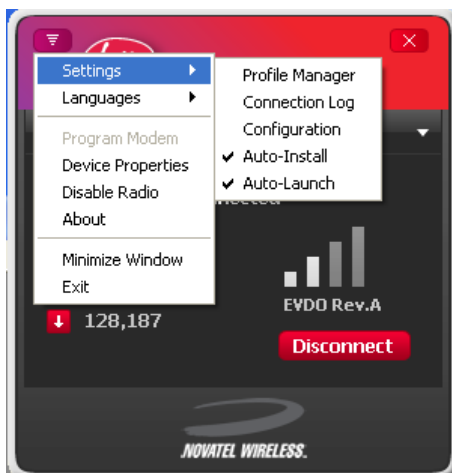 Settings
Profile Manager
Languages
Connection Log
Configuration
Program Modem
Auto-Install
Device Properties
Auto-Launch
Disable Radio
About
Minimize Window
Exit
EVDO Rev.A
128,187
Disconnect
NOVATEL WIRELESS.